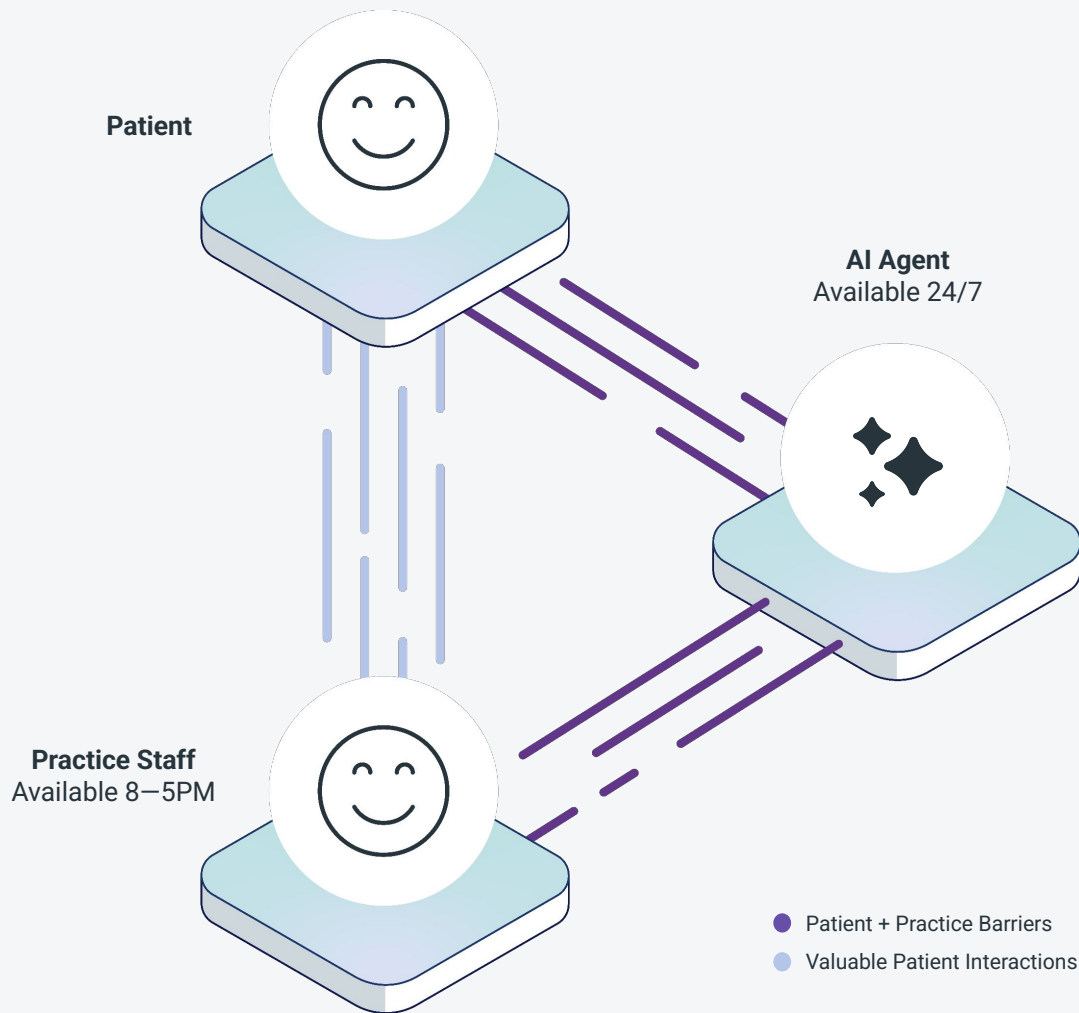 Patient
AI Agent
Available 24/7
Practice Staff
Available 8—5PM
Patient + Practice Barriers
Valuable Patient Interactions